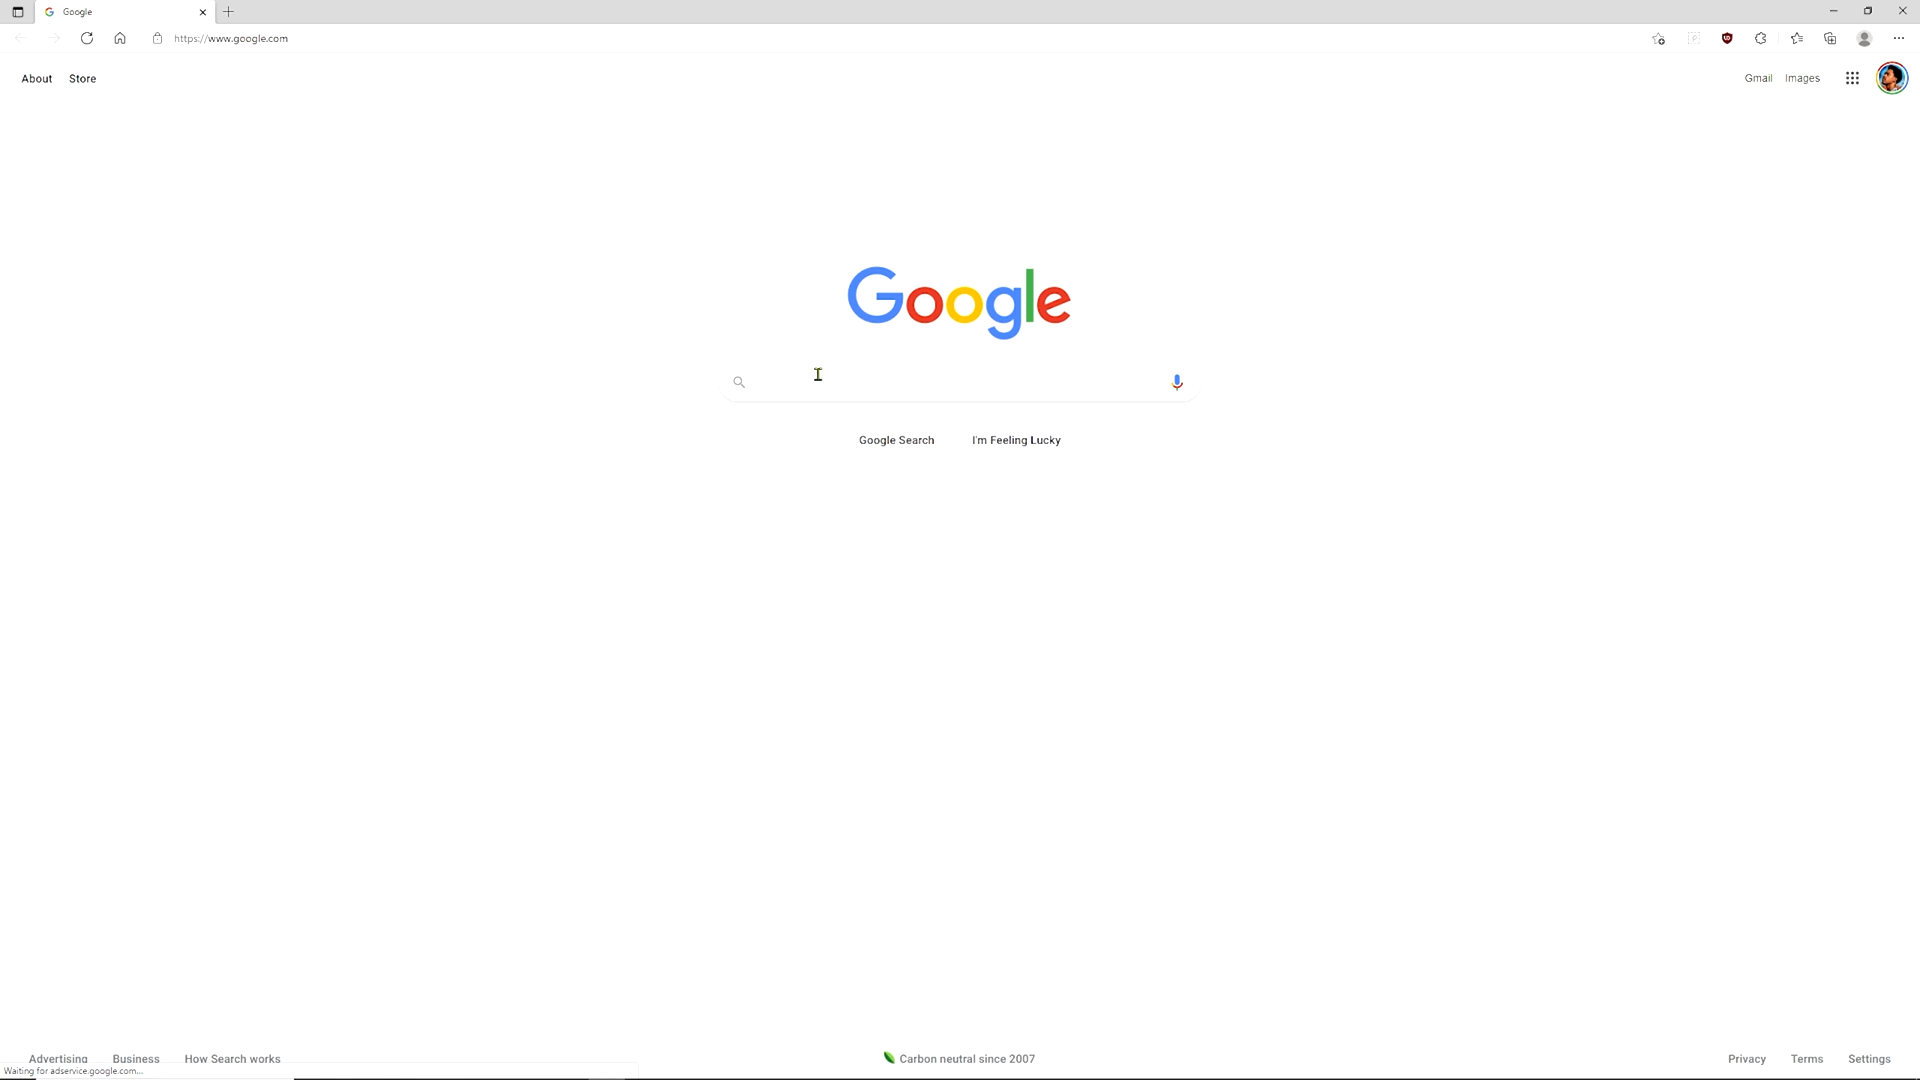 Google
https://www.google.com
About Store
Gmail Images
Google
Google Search I'm Feeling Lucky
Advertising Business How Search works
Carbon neutral since 2007
Privacy Terms Settings
Waiting for adservice.google.com...